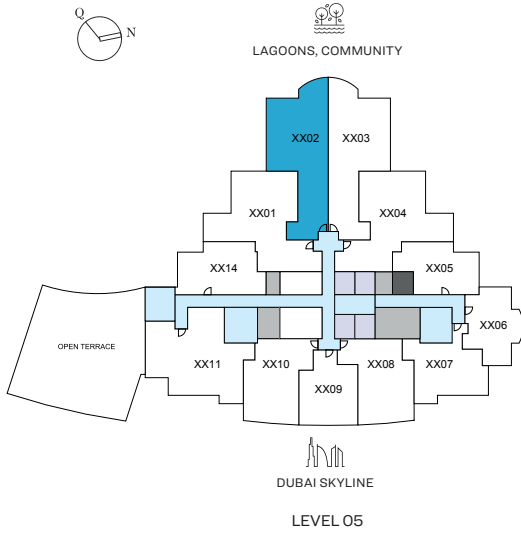 Q
N
LAGOONS, COMMUNITY
XX02
XX03
XX01
XX04
XX14
XX05
XX06
OPEN TERRACE
XX11
XX10
XX08
XX07
XX09
DUBAI SKYLINE
LEVEL 05